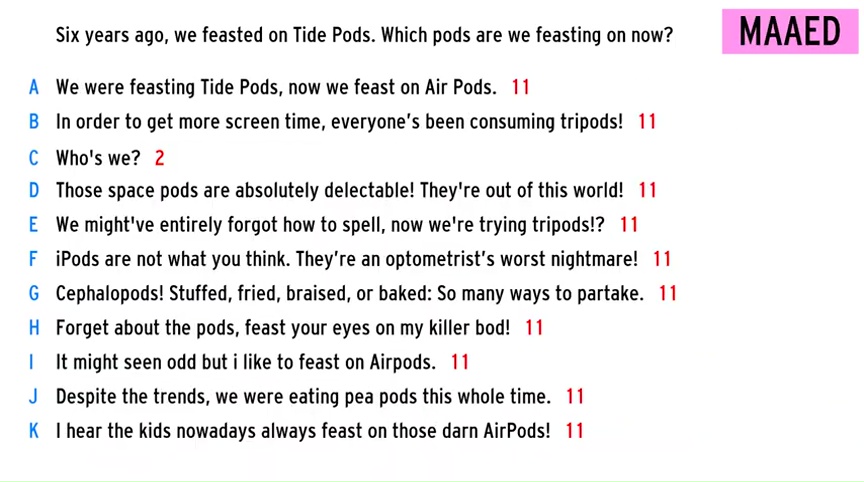 Six years ago, we feasted on Tide Pods. Which pods are we feasting on now?
MAAED
A We were feasting Tide Pods, now we feast on Air Pods. 11
B In order to get more screen time, everyone's been consuming tripods! 11
C Who's we? 2
D Those space pods are absolutely delectable! They're out of this world! 11
E We might've entirely forgot how to spell, now we're trying tripods!? 11
F iPods are not what you think. They're an optometrist's worst nightmare! 11
G Cephalopods! Stuffed, fried, braised, or baked: So many ways to partake. 11
H Forget about the pods, feast your eyes on my killer bod! 11
I It might seen odd but i like to feast on Airpods. 11
J Despite the trends, we were eating pea pods this whole time. 11
K I hear the kids nowadays always feast on those darn AirPods! 11